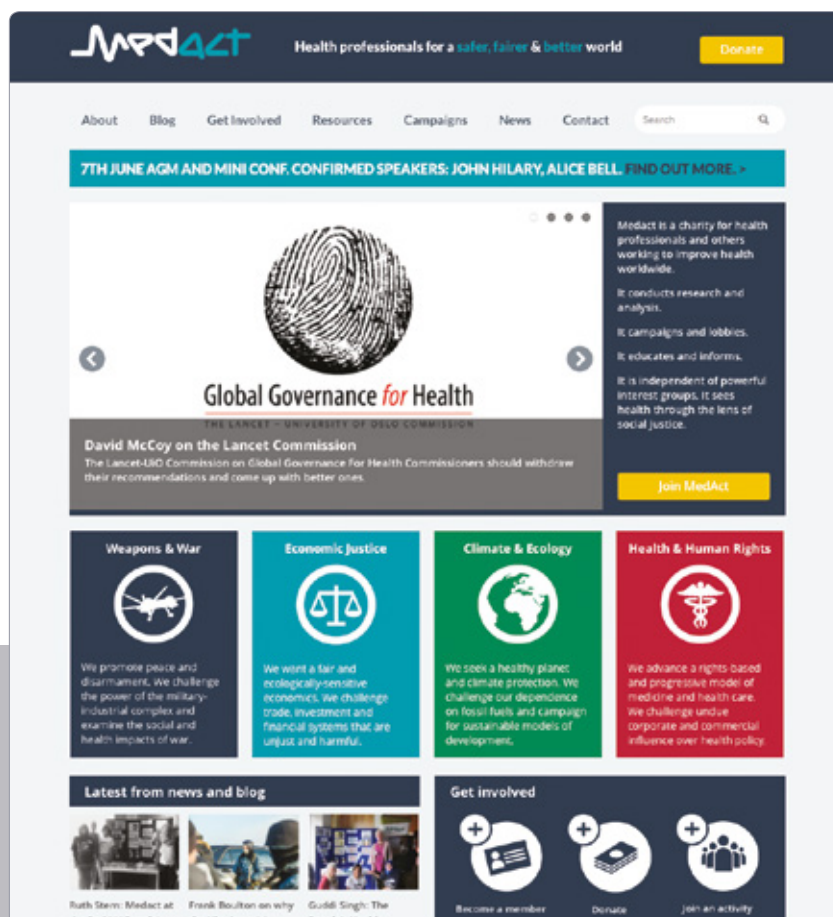 MedAct
Health professionals for a safer, fairer & better world
Donate
About
Blog
Get Involved
Resources
Campaigns
News
Contact
Search
7TH JUNE AGM AND MINI CONF. CONFIRMED SPEAKERS: JOHN HILARY, ALICE BELL. FIND OUT MORE. >
Global Governance for Health
THE LANCET – UNIVERSITY OF OSLO COMMISSION
David McCoy on the Lancet Commission
The Lancet-UiO Commission on Global Governance for Health Commissioners should withdraw
their recommendations and come up with better ones.
Medact is a charity for health
professionals and others
working to improve health
worldwide.
It conducts research and
analysis.
It campaigns and lobbies.
It educates and informs.
It is independent of powerful
interest groups. It sees
health through the lens of
social justice.
Join MedAct
Weapons & War
We promote peace and
disarmament. We challenge
the power of the military-
industrial complex and
examine the social and
health impacts of war.
Economic Justice
We want a fair and
ecologically-sensitive
economics. We challenge
trade, investment and
financial systems that are
unjust and harmful.
Climate & Ecology
We seek a healthy planet
and climate protection. We
challenge our dependence
on fossil fuels and campaign
for sustainable models of
development.
Health & Human Rights
We advance a rights-based
and progressive model of
medicine and health care.
We challenge undue
corporate and commercial
influence over health policy.
Latest from news and blog
Ruth Stern: Medact at
Frank Boulton on why
Guddi Singh: The
Get involved
Become a member
Donate
Join an activity